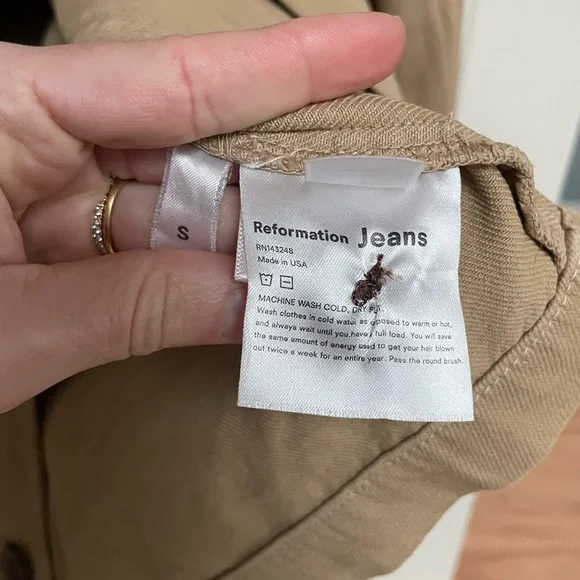 S
Reformation Jeans
RN143248
Made in USA
MACHINE WASH COLD, DRY
Wash clothes in cold water as opposed to warm or hot,
and always wait until you have full load. You will save
the same amount of energy used to get your hair blown
out twice a week for an entire year. Pass the round brush.